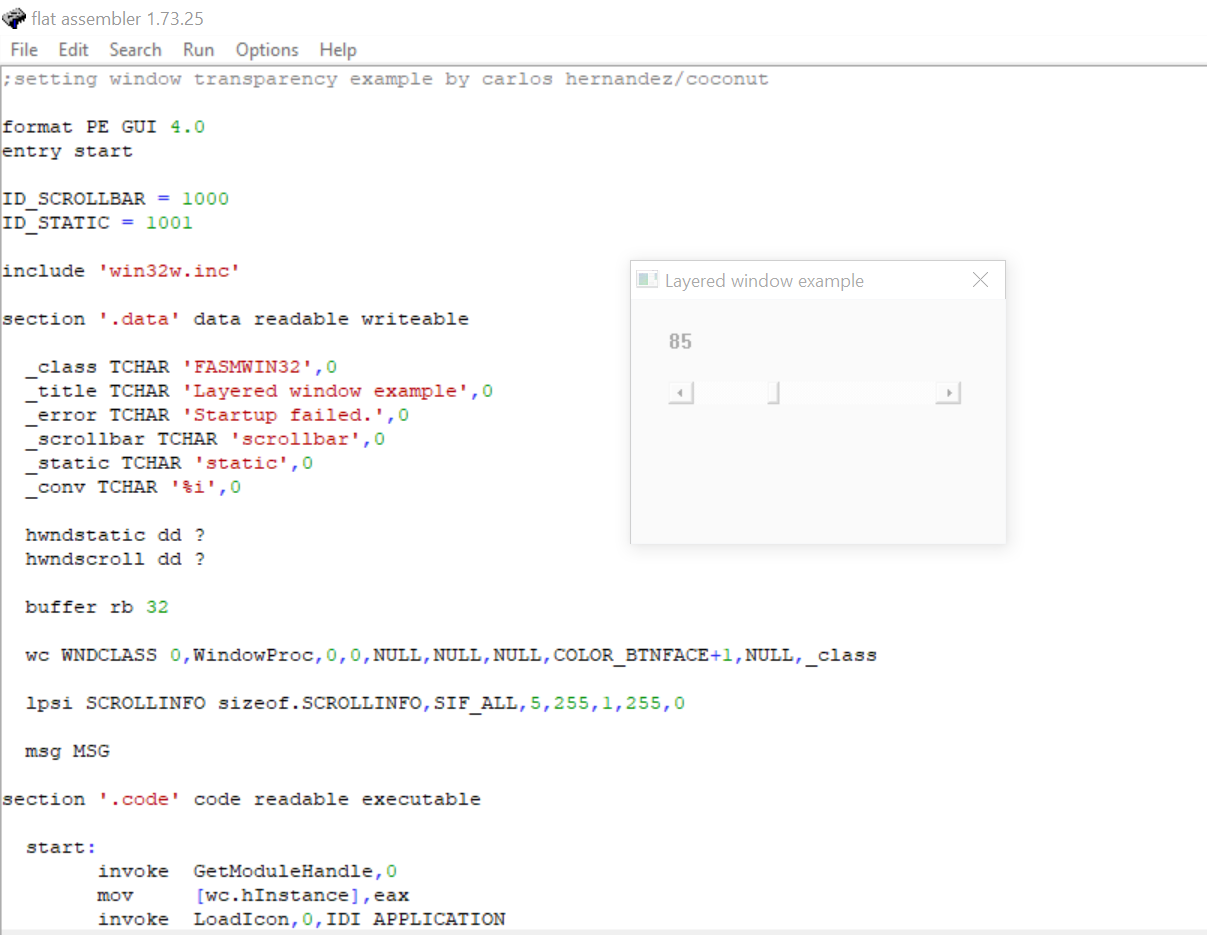 flat assembler 1.73.25
File Edit Search Run Options Help
;setting window transparency example by carlos hernandez/coconut
format PE GUI 4.0
entry start
ID_SCROLLBAR = 1000
ID_STATIC = 1001
include 'win32w.inc'
section '.data' data readable writeable
_class TCHAR 'FASMWIN32',0
_title TCHAR 'Layered window example',0
_error TCHAR 'Startup failed.',0
_scrollbar TCHAR 'scrollbar',0
_static TCHAR 'static',0
_conv TCHAR '%i',0
hwndstatic dd ?
hwndscroll dd ?
buffer rb 32
wc WNDCLASS 0,WindowProc,0,0,NULL,NULL,NULL,COLOR_BTNFACE+1,NULL,_class
lpsi SCROLLINFO sizeof.SCROLLINFO,SIF_ALL,5,255,1,255,0
msg MSG
section '.code' code readable executable
start:
invoke GetModuleHandle,0
mov [wc.hInstance],eax
invoke LoadIcon,0,IDI_APPLICATION
Layered window example
85